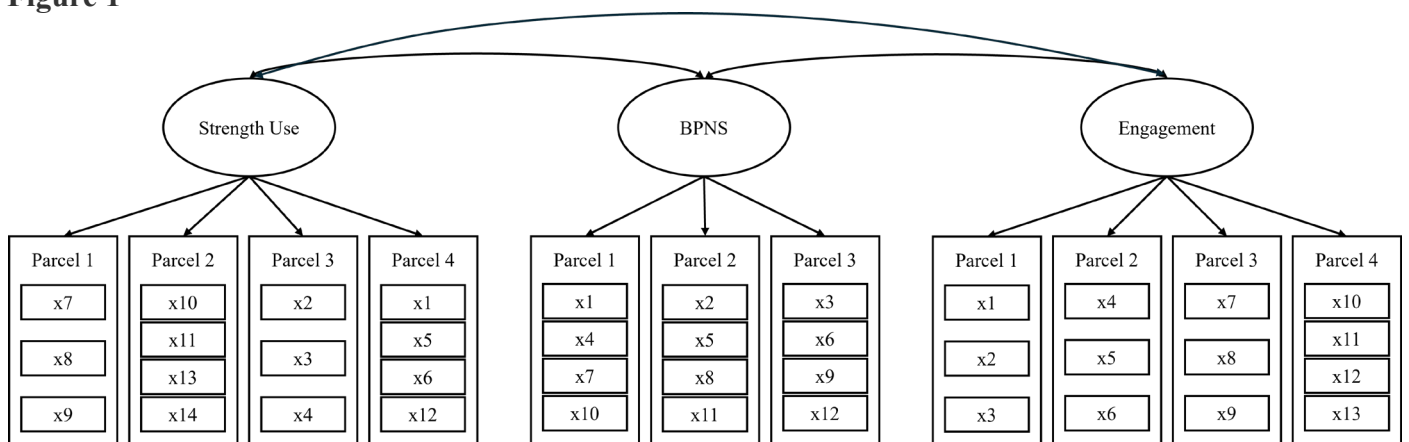 Figure 1
Strength Use BPNS Engagement
Parcel 1 Parcel 2 Parcel 3 Parcel 4 Parcel 1 Parcel 2 Parcel 3 Parcel 1 Parcel 2 Parcel 3 Parcel 4
x7 x10 x2 x1 x1 x2 x3 x1 x4 x7 x10
x11 x5 x4 x5 x6 x11
x8 x3 x2 x5 x8
x13 x6 x7 x8 x9 x12
x9 x14 x4 x12 x10 x11 x12 x3 x6 x9 x13